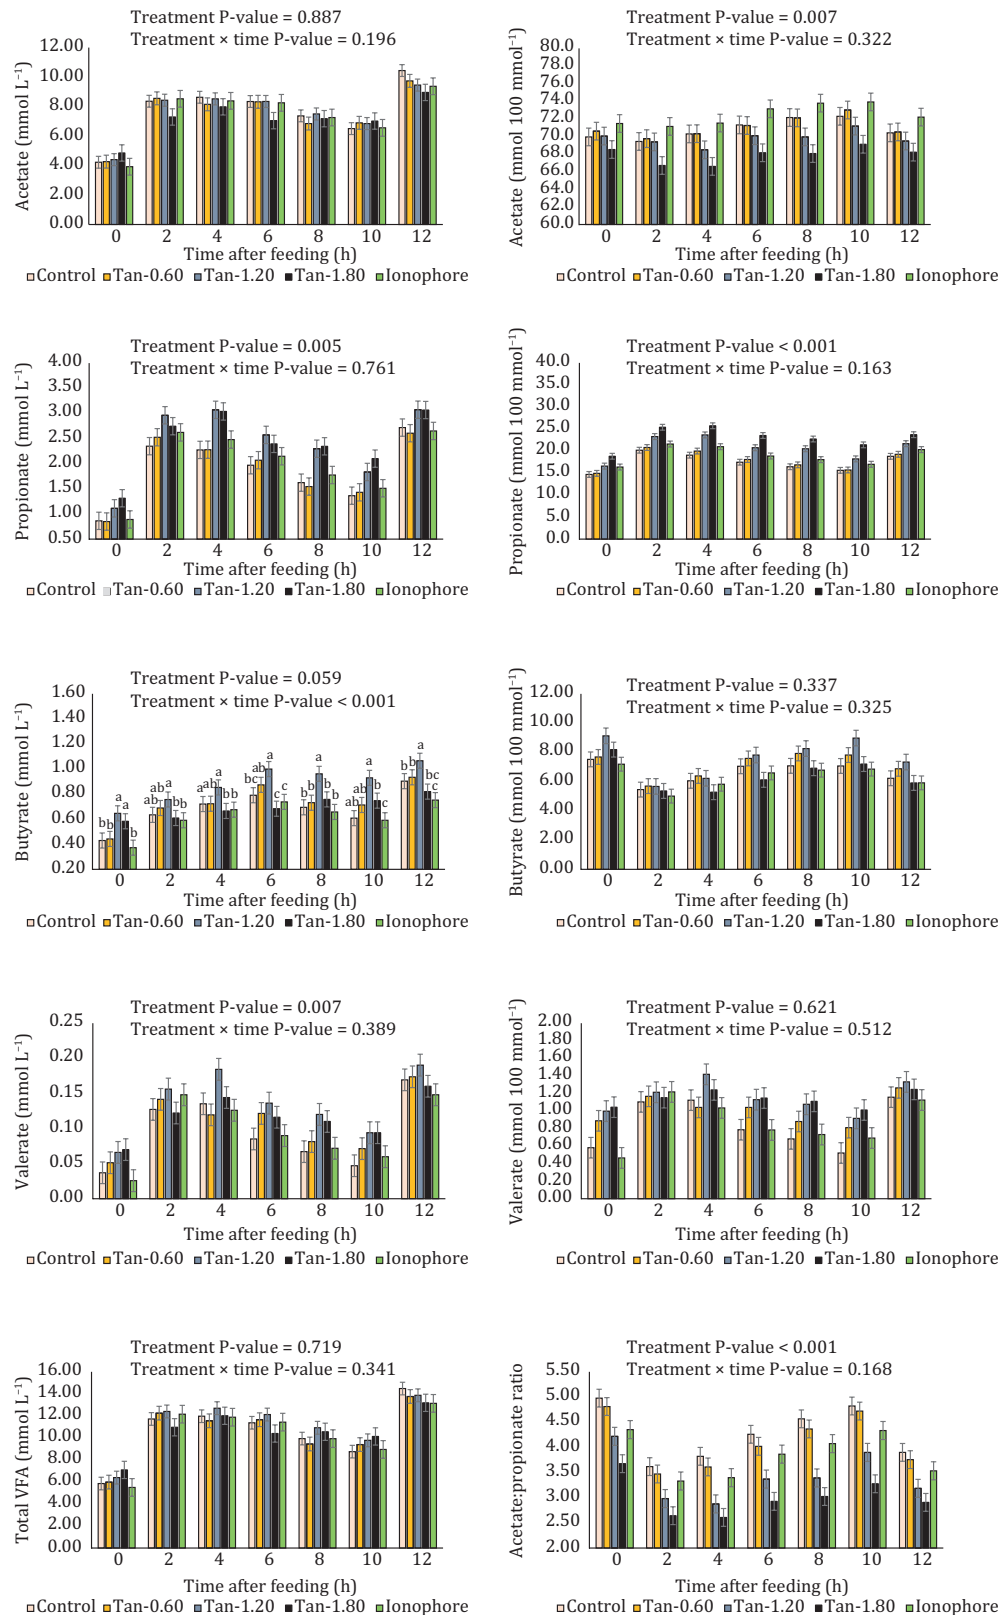 Treatment P-value = 0.887
Treatment × time P-value = 0.196
Acetate (mmol L⁻¹)
12.00
10.00
8.00
6.00
4.00
2.00
0.00
0 2 4 6 8 10 12
Time after feeding (h)
Control Tan-0.60 Tan-1.20 Tan-1.80 Ionophore
Treatment P-value = 0.007
Treatment × time P-value = 0.322
Acetate (mmol 100 mmol⁻¹)
80.0
78.0
76.0
74.0
72.0
70.0
68.0
66.0
64.0
62.0
60.0
0 2 4 6 8 10 12
Time after feeding (h)
Control Tan-0.60 Tan-1.20 Tan-1.80 Ionophore
Treatment P-value = 0.005
Treatment × time P-value = 0.761
Propionate (mmol L⁻¹)
4.00
3.50
3.00
2.50
2.00
1.50
1.00
0.50
0 2 4 6 8 10 12
Time after feeding (h)
Control Tan-0.60 Tan-1.20 Tan-1.80 Ionophore
Treatment P-value < 0.001
Treatment × time P-value = 0.163
Propionate (mmol 100 mmol⁻¹)
40.0
35.0
30.0
25.0
20.0
15.0
10.0
5.0
0.0
0 2 4 6 8 10 12
Time after feeding (h)
Control Tan-0.60 Tan-1.20 Tan-1.80 Ionophore
Treatment P-value = 0.059
Treatment × time P-value < 0.001
Butyrate (mmol L⁻¹)
1.60
1.40
1.20
1.00
0.80
0.60
0.40
0.20
b b a a b
ab ab a b b
a ab a b b
bc ab a c c
b b a b b
ab ab a b c
b b a bc c
0 2 4 6 8 10 12
Time after feeding (h)
Control Tan-0.60 Tan-1.20 Tan-1.80 Ionophore
Treatment P-value = 0.337
Treatment × time P-value = 0.325
Butyrate (mmol 100 mmol⁻¹)
12.00
10.00
8.00
6.00
4.00
2.00
0.00
0 2 4 6 8 10 12
Time after feeding (h)
Control Tan-0.60 Tan-1.20 Tan-1.80 Ionophore
Treatment P-value = 0.007
Treatment × time P-value = 0.389
Valerate (mmol L⁻¹)
0.25
0.20
0.15
0.10
0.05
0.00
0 2 4 6 8 10 12
Time after feeding (h)
Control Tan-0.60 Tan-1.20 Tan-1.80 Ionophore
Treatment P-value = 0.621
Treatment × time P-value = 0.512
Valerate (mmol 100 mmol⁻¹)
2.00
1.80
1.60
1.40
1.20
1.00
0.80
0.60
0.40
0.20
0.00
0 2 4 6 8 10 12
Time after feeding (h)
Control Tan-0.60 Tan-1.20 Tan-1.80 Ionophore
Treatment P-value = 0.719
Treatment × time P-value = 0.341
Total VFA (mmol L⁻¹)
16.00
14.00
12.00
10.00
8.00
6.00
4.00
2.00
0.00
0 2 4 6 8 10 12
Time after feeding (h)
Control Tan-0.60 Tan-1.20 Tan-1.80 Ionophore
Treatment P-value < 0.001
Treatment × time P-value = 0.168
Acetate:propionate ratio
5.50
5.00
4.50
4.00
3.50
3.00
2.50
2.00
0 2 4 6 8 10 12
Time after feeding (h)
Control Tan-0.60 Tan-1.20 Tan-1.80 Ionophore